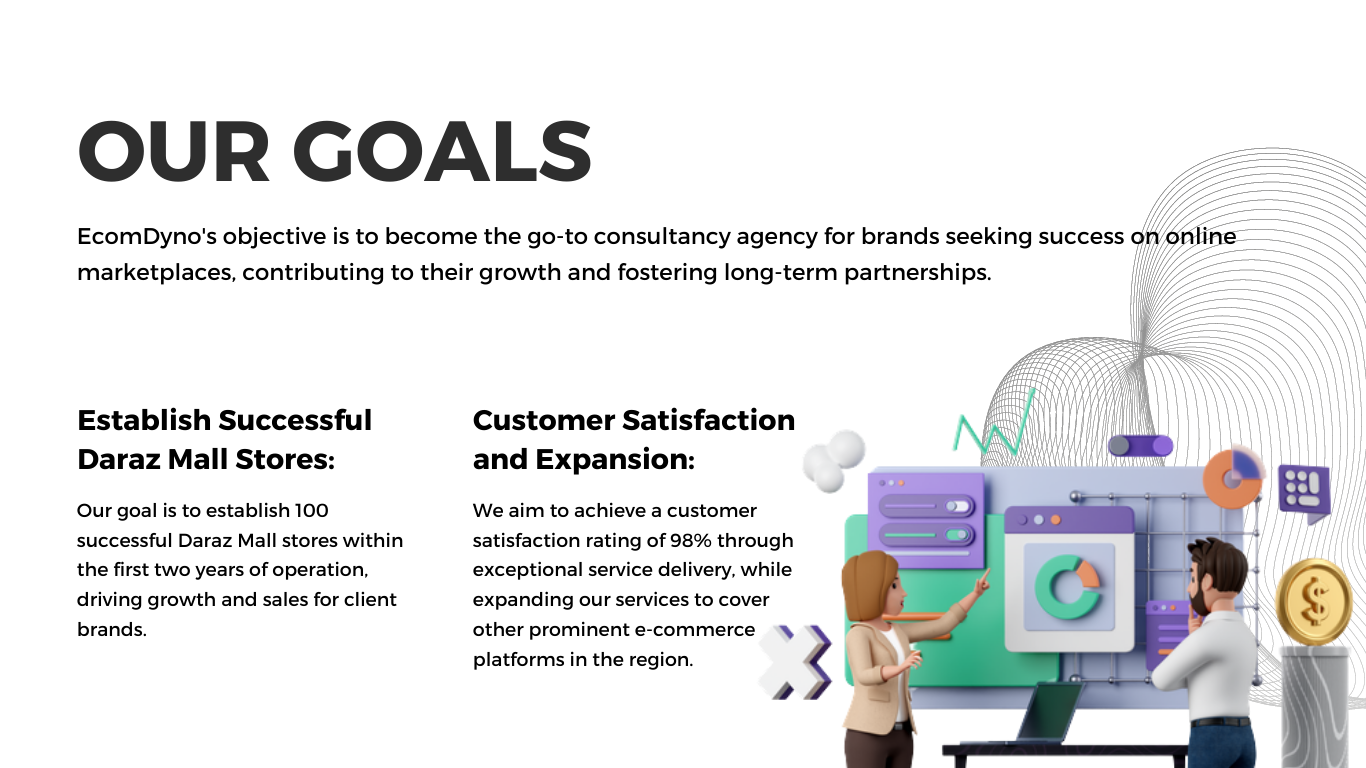 OUR GOALS
EcomDyno's objective is to become the go-to consultancy agency for brands seeking success on online
marketplaces, contributing to their growth and fostering long-term partnerships.
Establish Successful
Daraz Mall Stores:
Our goal is to establish 100
successful Daraz Mall stores within
the first two years of operation,
driving growth and sales for client
brands.
Customer Satisfaction
and Expansion:
We aim to achieve a customer
satisfaction rating of 98% through
exceptional service delivery, while
expanding our services to cover
other prominent e-commerce
platforms in the region.
$